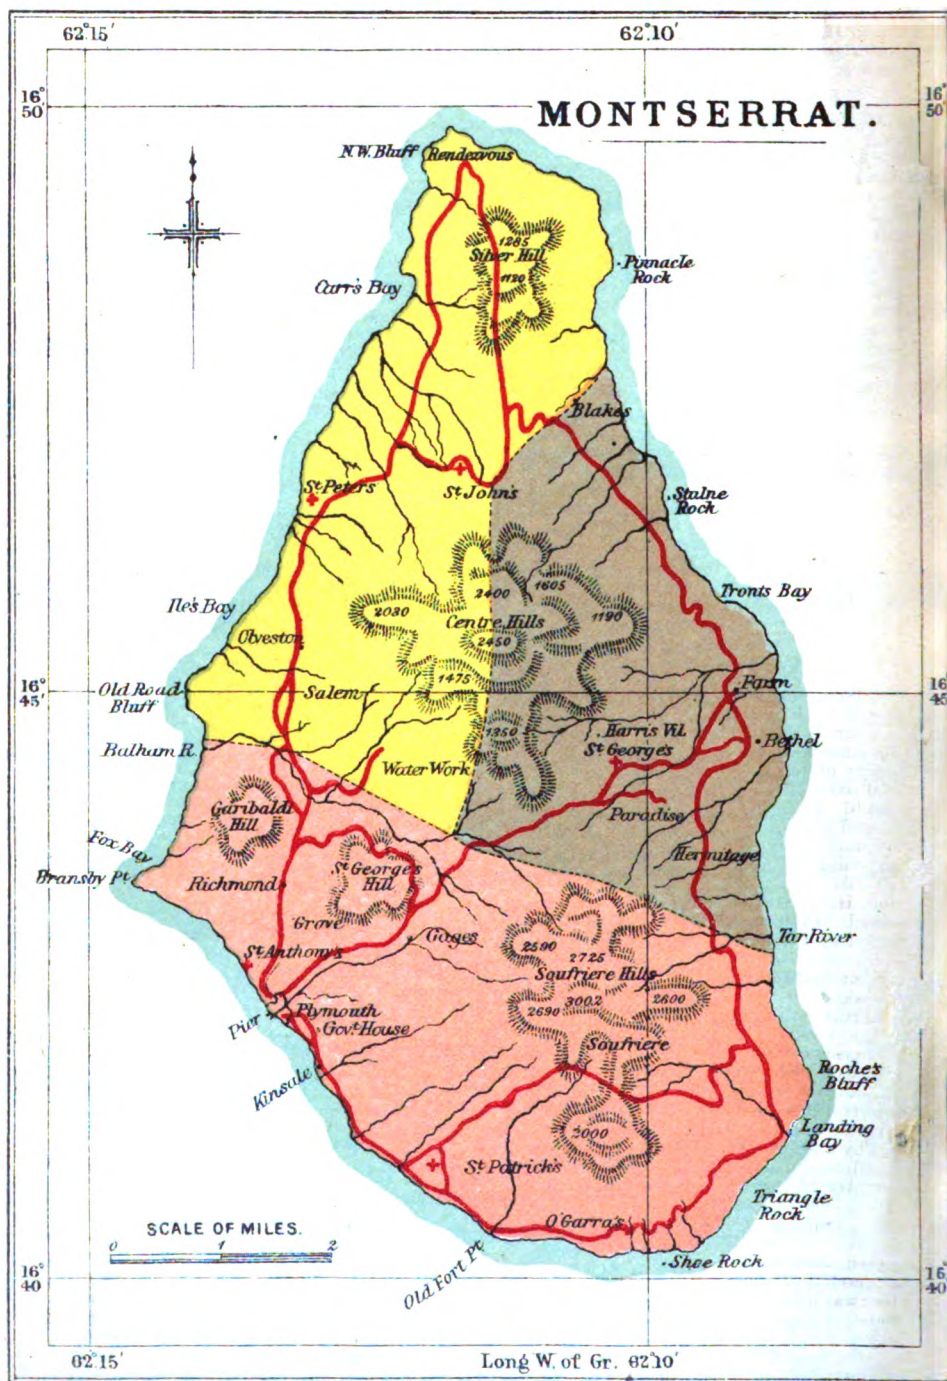 62°15' 62°10'
16° 50'
16° 50'
MONTSERRAT.
N.W. Bluff
Rendezvous
1285
Silver Hill
1120
Pinnacle
Rock
Carr's Bay
Blakes
St. Peters
St. John's
Stalne
Rock
2400
1605
2030
Centre Hills
1190
2450
1475
1350
Ile's Bay
Tronts Bay
Olveston
Old Road
Bluff
Salem
Farm
16° 45'
16° 45'
Harris Vil.
St. George's
Bethel
Balham R.
Water Work
Garibaldi
Hill
Paradise
Fox Bay
Hermitage
St. George's
Hill
Bransby Pt.
Richmond
Grove
Gages
Tar River
St. Anthony's
2590
2725
Soufriere Hills
3002
2690
2600
Pier
Plymouth
Govt. House
Soufriere
Kinsale
Roche's
Bluff
2000
Landing
Bay
St. Patrick's
Triangle
Rock
O'Garra's
SCALE OF MILES.
0 1 2
Shoe Rock
Old Fort Pt.
16° 40'
16° 40'
62°15' Long W. of Gr. 62°10'